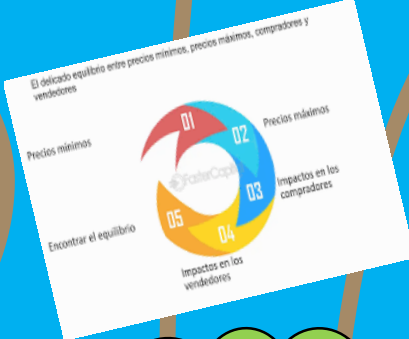 El delicado equilibrio entre precios mínimos, precios máximos, compradores y
vendedores
01
Precios mínimos
02
Precios máximos
03
Impactos en los
compradores
04
Impactos en los
vendedores
05
Encontrar el equilibrio